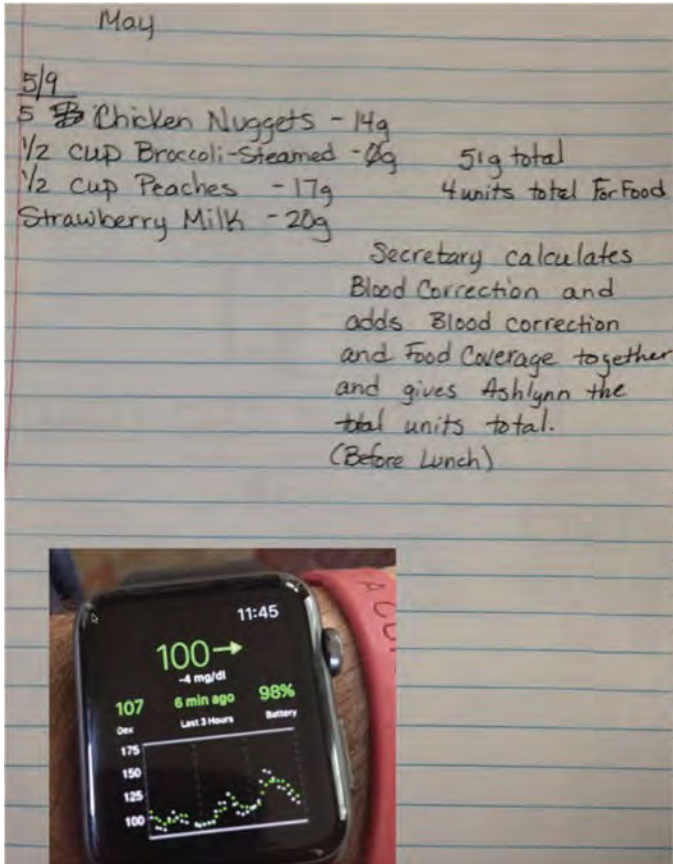 May
5/9
5 Chicken Nuggets - 14g
1/2 cup Broccoli-Steamed - 0g
1/2 cup Peaches - 17g
Strawberry Milk - 20g
51g total
4 units total For Food
Secretary calculates
Blood Correction and
adds Blood correction
and Food Coverage together
and gives Ashlynn the
total units total.
(Before Lunch)
11:45
100→
-4 mg/dl
107 6 min ago 98%
Dex Last 3 Hours Battery
175
150
125
100